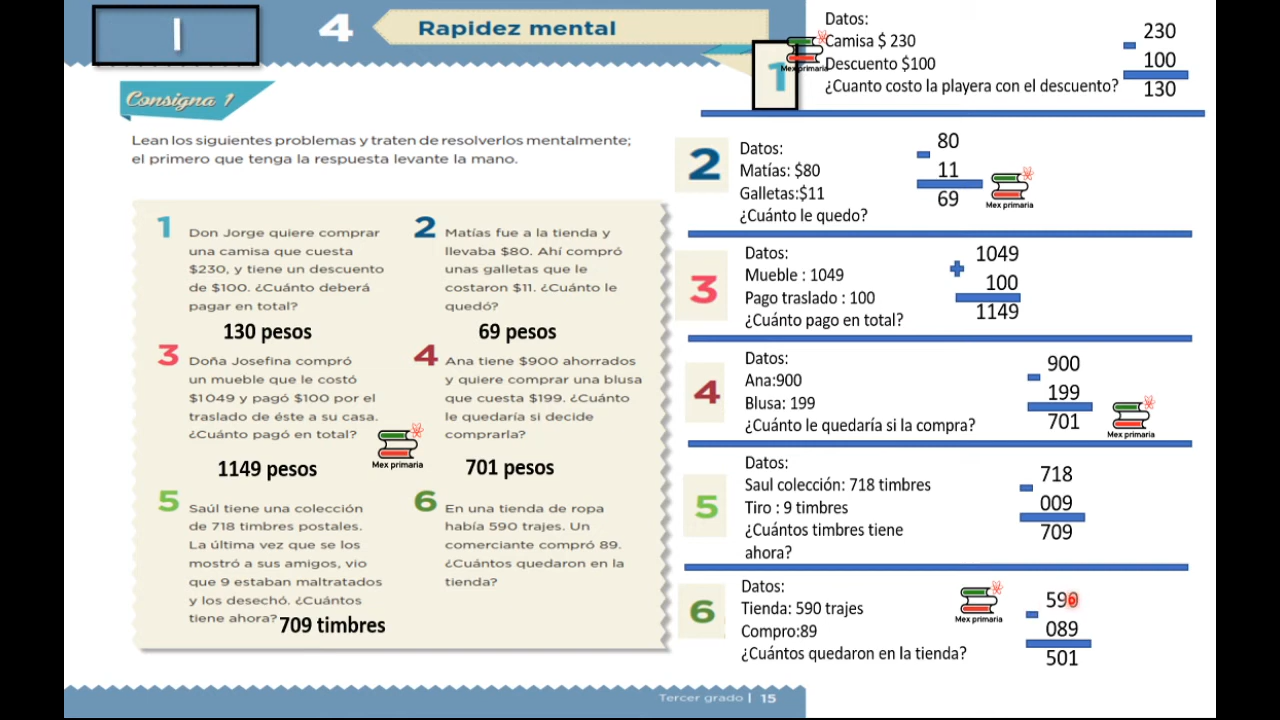 4 Rapidez mental
Consigna 1
Lean los siguientes problemas y traten de resolverlos mentalmente;
el primero que tenga la respuesta levante la mano.
1 Don Jorge quiere comprar
una camisa que cuesta
$230, y tiene un descuento
de $100. ¿Cuánto deberá
pagar en total?
130 pesos
2 Matías fue a la tienda y
llevaba $80. Ahí compró
unas galletas que le
costaron $11. ¿Cuánto le
quedó?
69 pesos
3 Doña Josefina compró
un mueble que le costó
$1049 y pagó $100 por el
traslado de éste a su casa.
¿Cuánto pagó en total?
1149 pesos
Mex primaria
4 Ana tiene $900 ahorrados
y quiere comprar una blusa
que cuesta $199. ¿Cuánto
le quedaría si decide
comprarla?
701 pesos
5 Saúl tiene una colección
de 718 timbres postales.
La última vez que se los
mostró a sus amigos, vio
que 9 estaban maltratados
y los desechó. ¿Cuántos
tiene ahora? 709 timbres
6 En una tienda de ropa
había 590 trajes. Un
comerciante compró 89.
¿Cuántos quedaron en la
tienda?
Tercer grado | 15
1
Mex primaria
Datos:
Camisa $ 230
Descuento $100
¿Cuanto costo la playera con el descuento?
230
-
100
130
2
Datos:
Matías: $80
Galletas:$11
¿Cuánto le quedo?
80
-
11
69
Mex primaria
3
Datos:
Mueble : 1049
Pago traslado : 100
¿Cuánto pago en total?
1049
+
100
1149
4
Datos:
Ana:900
Blusa: 199
¿Cuánto le quedaría si la compra?
900
-
199
701
Mex primaria
5
Datos:
Saul colección: 718 timbres
Tiro : 9 timbres
¿Cuántos timbres tiene
ahora?
718
-
009
709
6
Datos:
Tienda: 590 trajes
Compro:89
¿Cuántos quedaron en la tienda?
Mex primaria
590
-
089
501